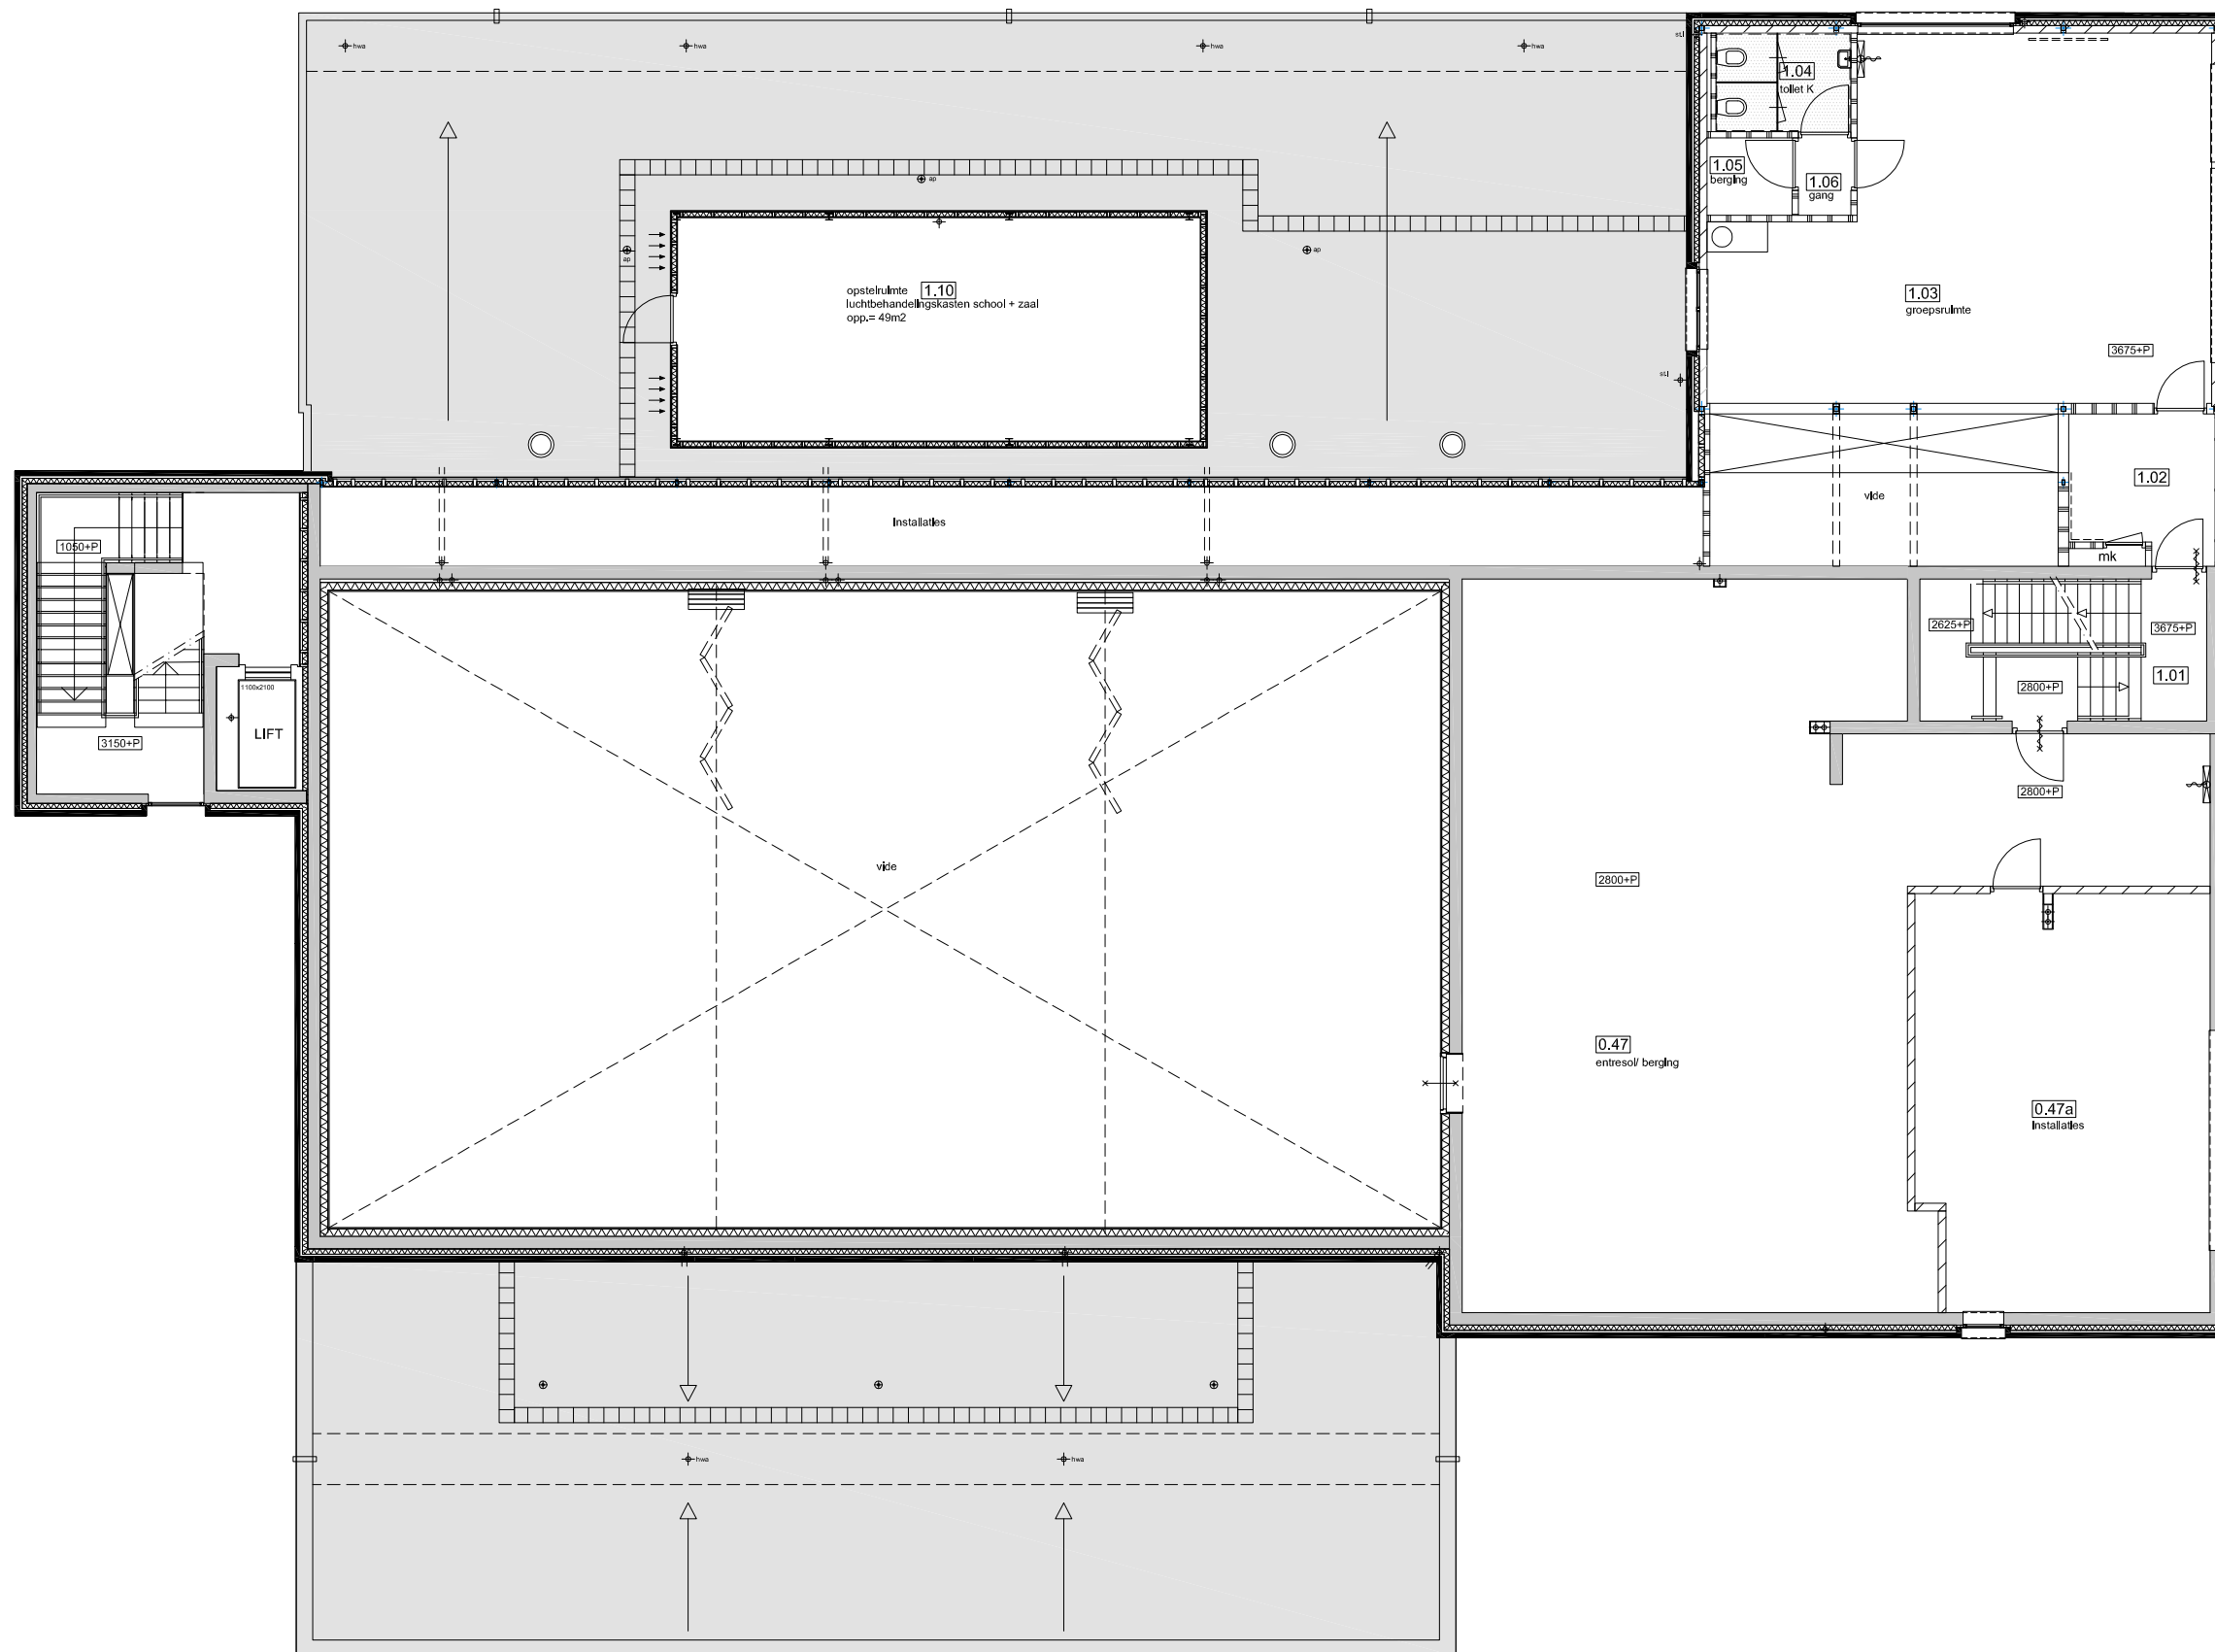 hwa
hwa
hwa
hwa
st.l
1.04
toilet K
1.05
berging
1.06
gang
ap
ap
ap
opstelruimte 1.10
luchtbehandelingskasten school + zaal
opp.= 49m2
1.03
groepsruimte
3675+P
st.l
1.02
vide
installaties
mk
1050+P
2625+P
3675+P
1.01
2800+P
1100x2100
LIFT
3150+P
2800+P
vide
2800+P
0.47
entresol/ berging
0.47a
installaties
hwa
hwa